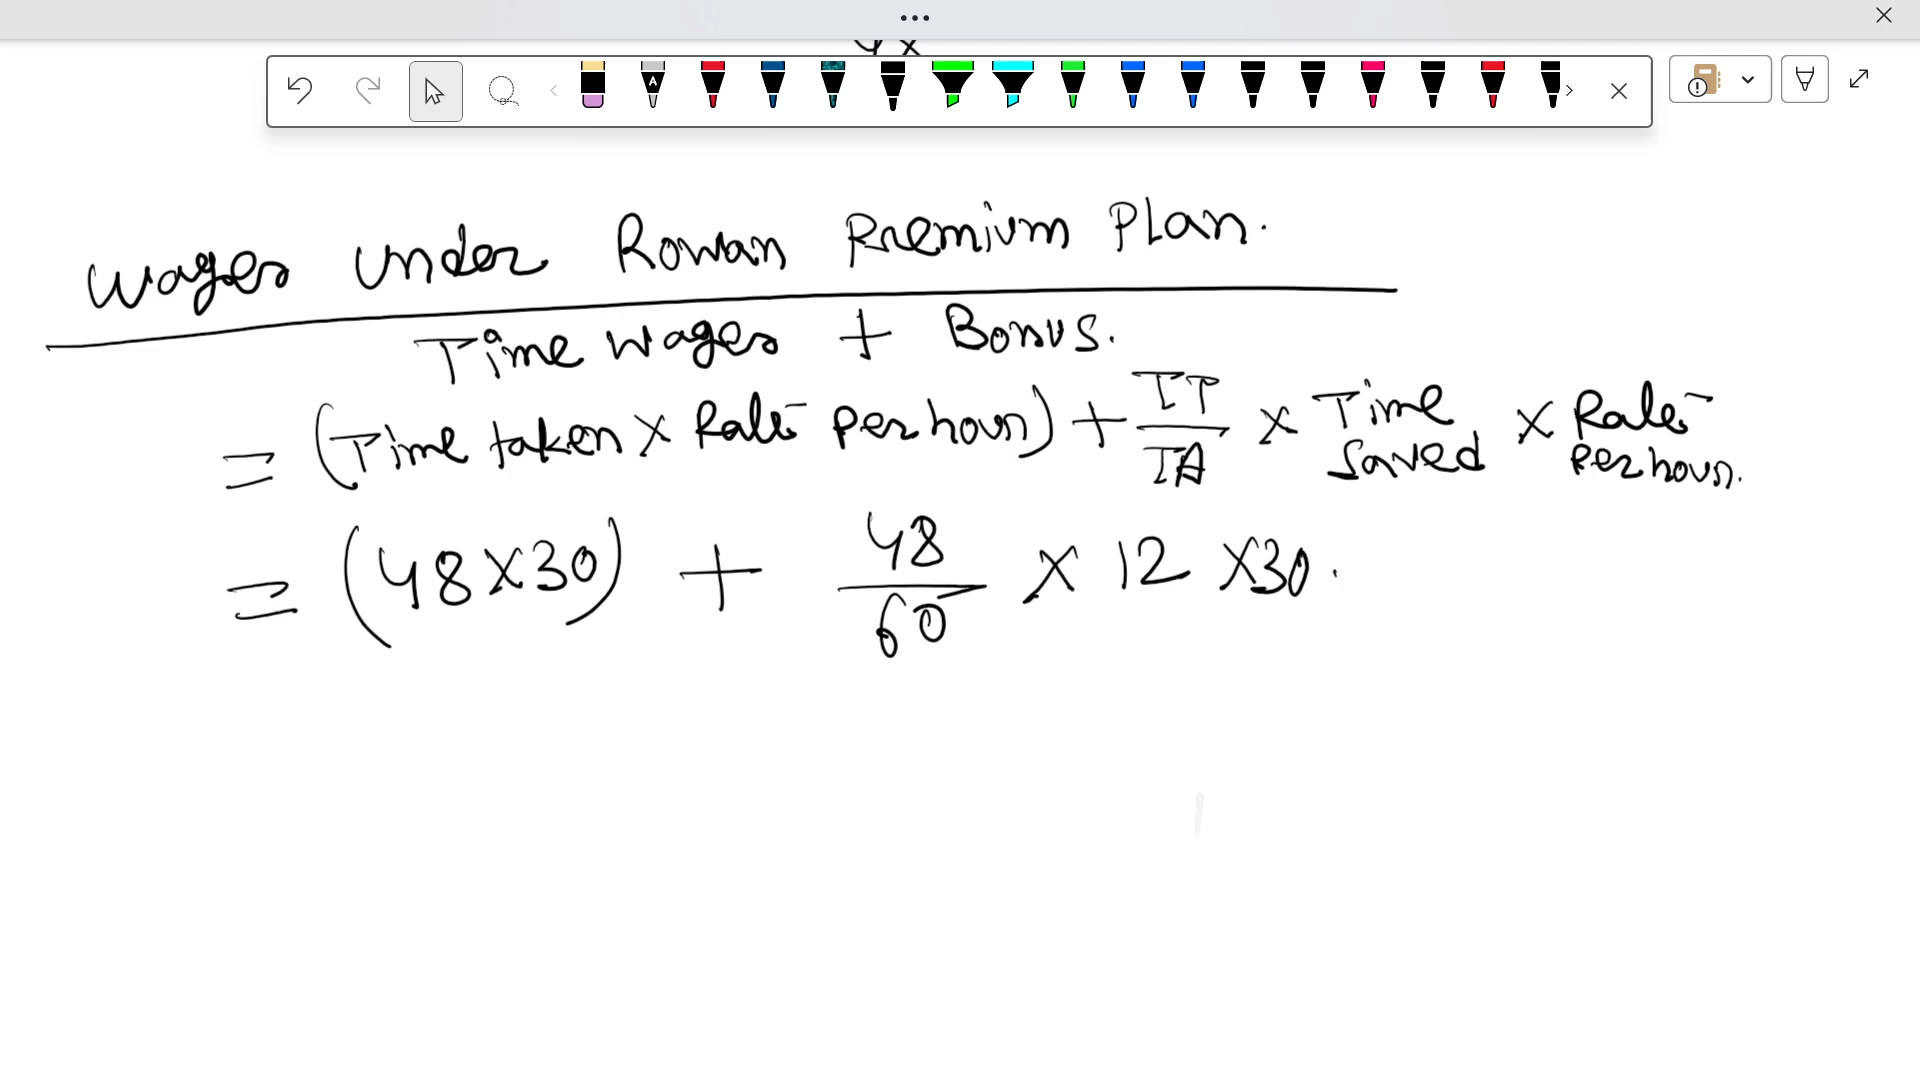 Wages Under Rowan Premium Plan.
Time Wages + Bonus.
= (Time taken × Rate per hour) + TT/TA × Time Saved × Rate per hour.
= (48×30) + 48/60 × 12 ×30.